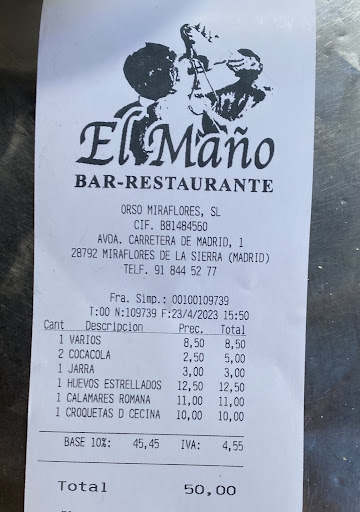 El Maño
BAR-RESTAURANTE
ORSO MIRAFLORES, SL
CIF. B81484560
AVDA. CARRETERA DE MADRID, 1
28792 MIRAFLORES DE LA SIERRA (MADRID)
TELF. 91 844 52 77
Fra. Simp.: 00100109739
T:00 N:109739 F:23/4/2023 15:50
Cant Descripcion Prec. Total
1 VARIOS 8,50 8,50
2 COCACOLA 2,50 5,00
1 JARRA 3,00 3,00
1 HUEVOS ESTRELLADOS 12,50 12,50
1 CALAMARES ROMANA 11,00 11,00
1 CROQUETAS D CECINA 10,00 10,00
BASE 10%: 45,45 IVA: 4,55
Total 50,00